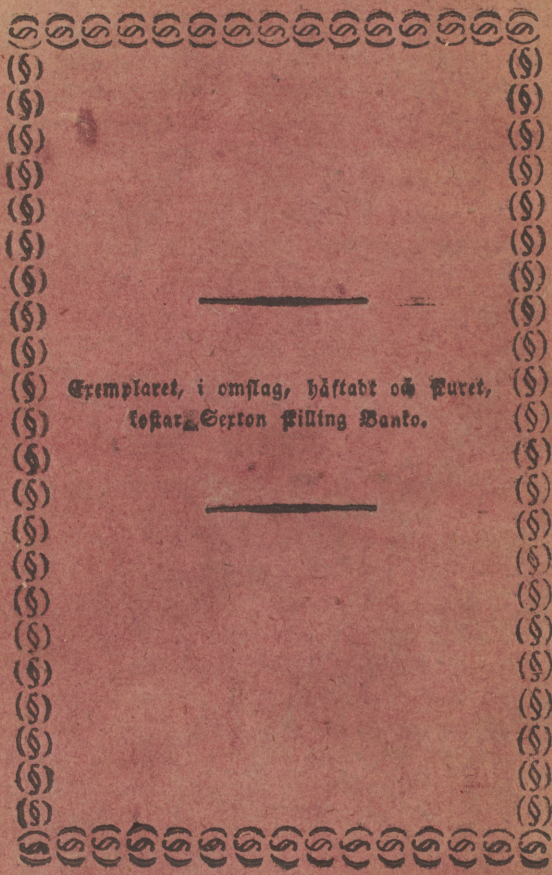 Exemplaret, i omslag, häftadt och skuret,
kostar Sexton skilling Banko.